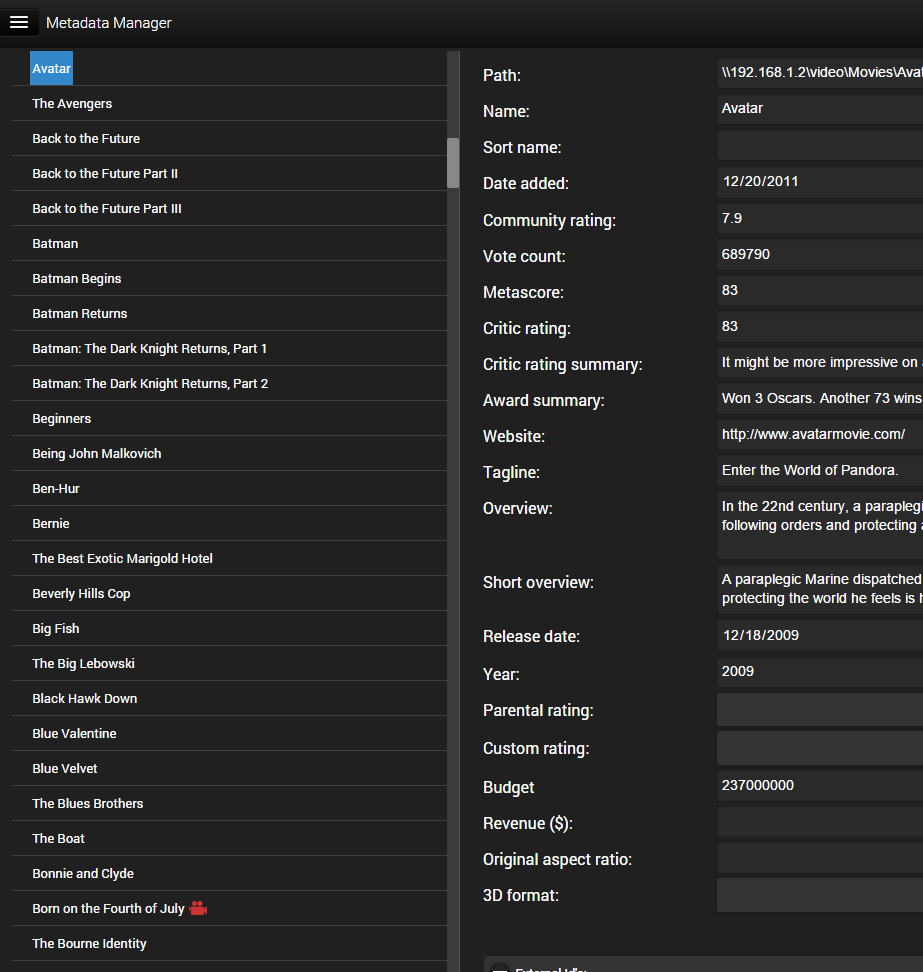 Metadata Manager
Avatar
The Avengers
Back to the Future
Back to the Future Part II
Back to the Future Part III
Batman
Batman Begins
Batman Returns
Batman: The Dark Knight Returns, Part 1
Batman: The Dark Knight Returns, Part 2
Beginners
Being John Malkovich
Ben-Hur
Bernie
The Best Exotic Marigold Hotel
Beverly Hills Cop
Big Fish
The Big Lebowski
Black Hawk Down
Blue Valentine
Blue Velvet
The Blues Brothers
The Boat
Bonnie and Clyde
Born on the Fourth of July
The Bourne Identity
Path: \\192.168.1.2\video\Movies\Avat
Name: Avatar
Sort name:
Date added: 12/20/2011
Community rating: 7.9
Vote count: 689790
Metascore: 83
Critic rating: 83
Critic rating summary: It might be more impressive on
Award summary: Won 3 Oscars. Another 73 wins
Website: http://www.avatarmovie.com/
Tagline: Enter the World of Pandora.
Overview: In the 22nd century, a paraplegi
following orders and protecting a
Short overview: A paraplegic Marine dispatched
protecting the world he feels is h
Release date: 12/18/2009
Year: 2009
Parental rating:
Custom rating:
Budget 237000000
Revenue ($):
Original aspect ratio:
3D format:
External Ids: